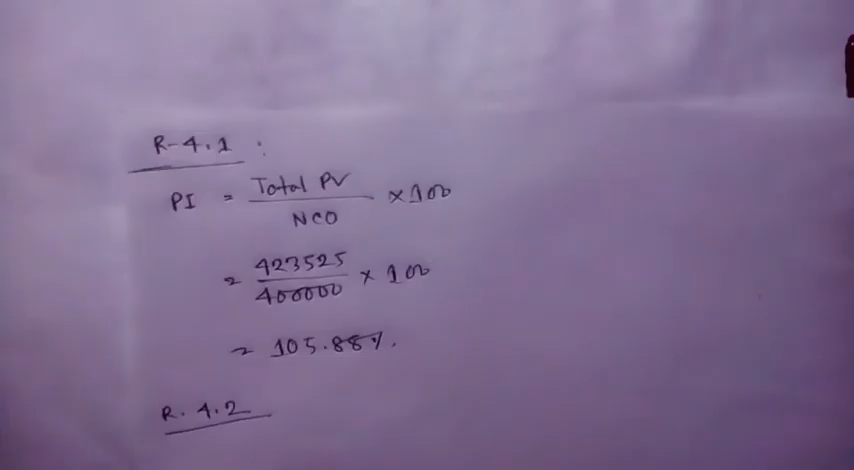 R-4.1 :
PI = Total PV / NCO × 100
= 423525 / 400000 × 100
= 105.88%.
R. 4.2